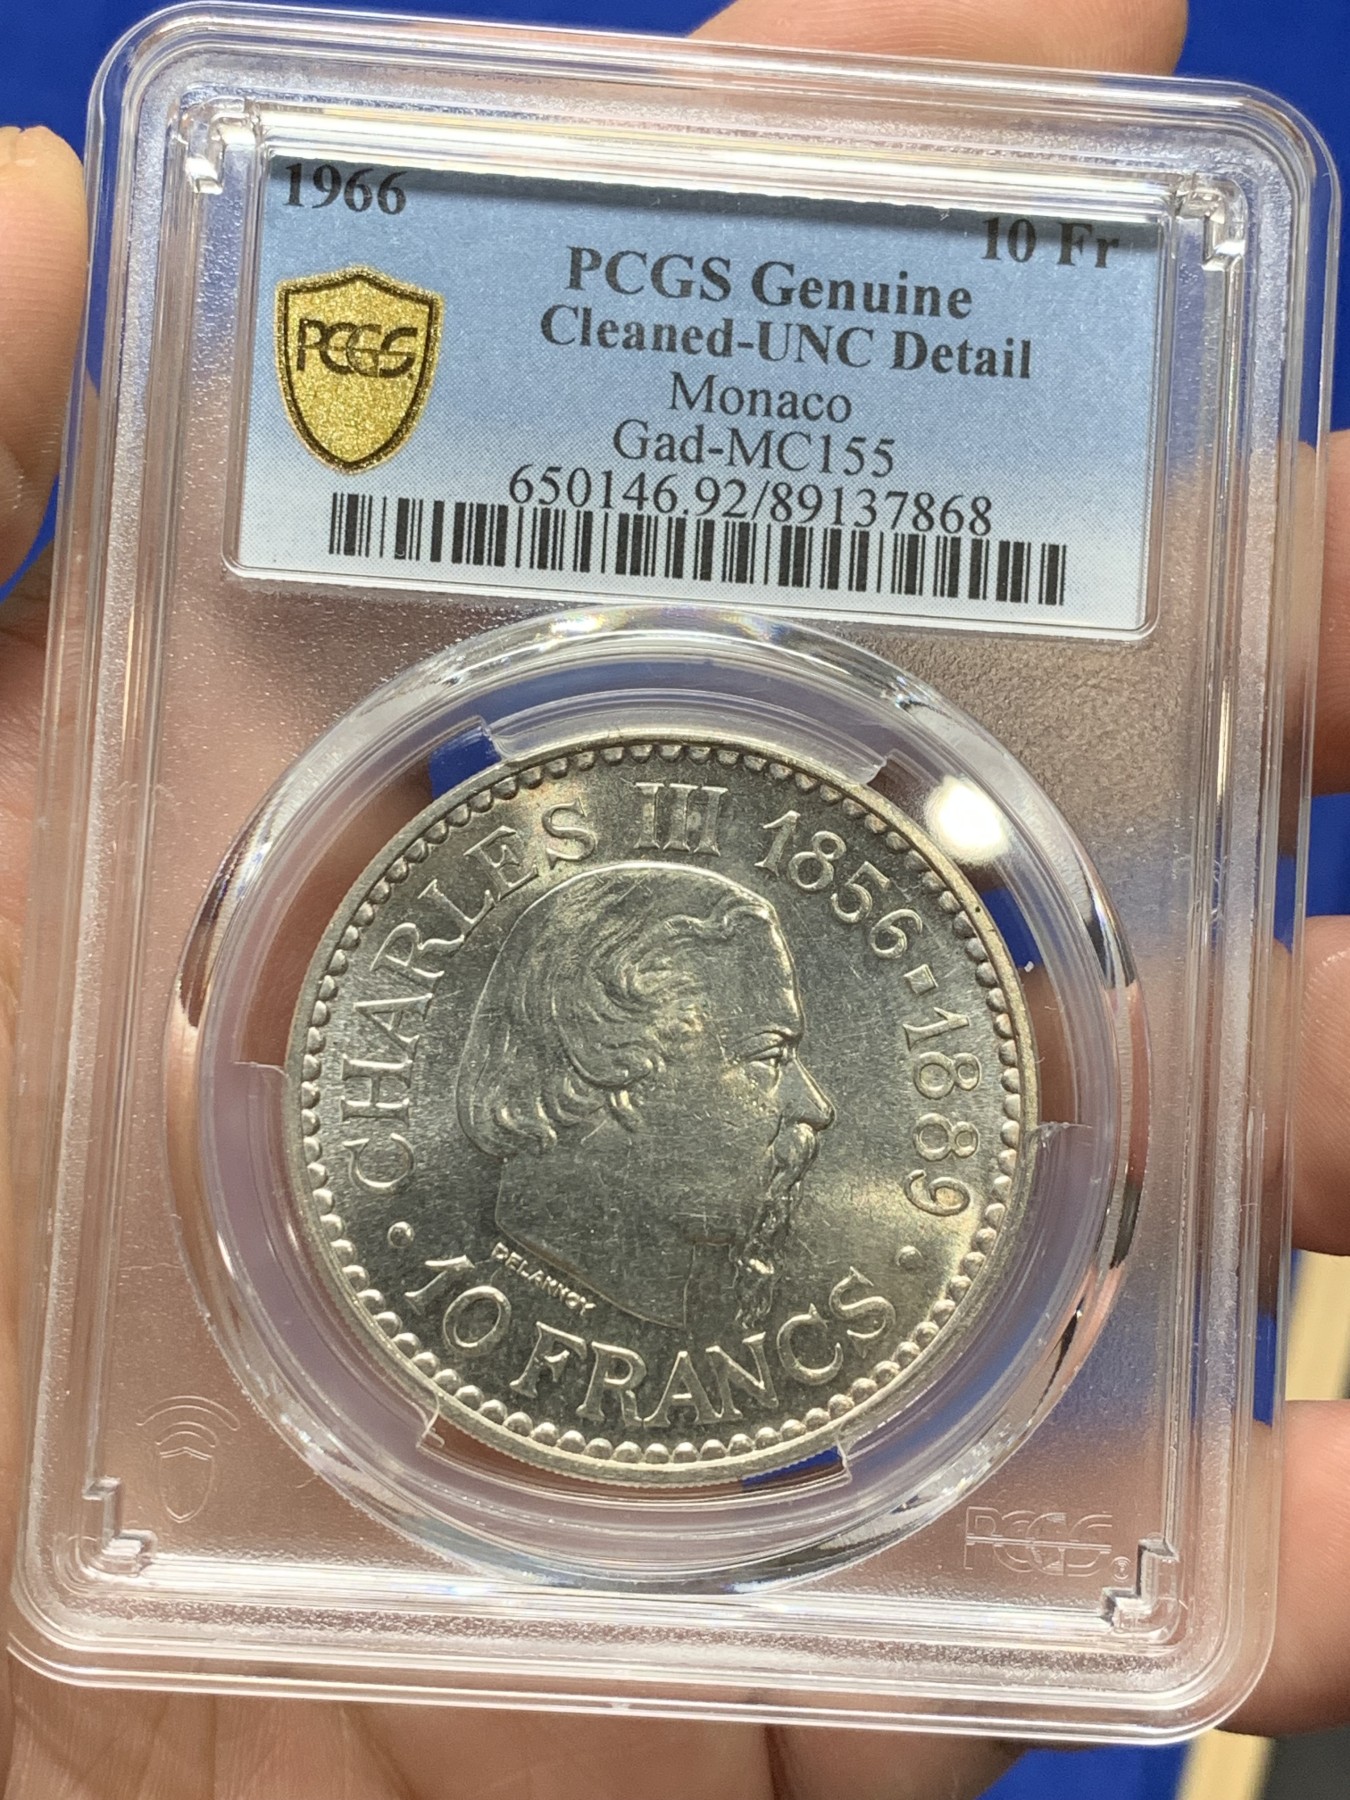 1966
10 Fr
PCGS Genuine
Cleaned-UNC Detail
Monaco
Gad-MC155
650146.92/89137868
PCGS
CHARLES III 1856-1889
DELANNOY
10 FRANCS
PCGS